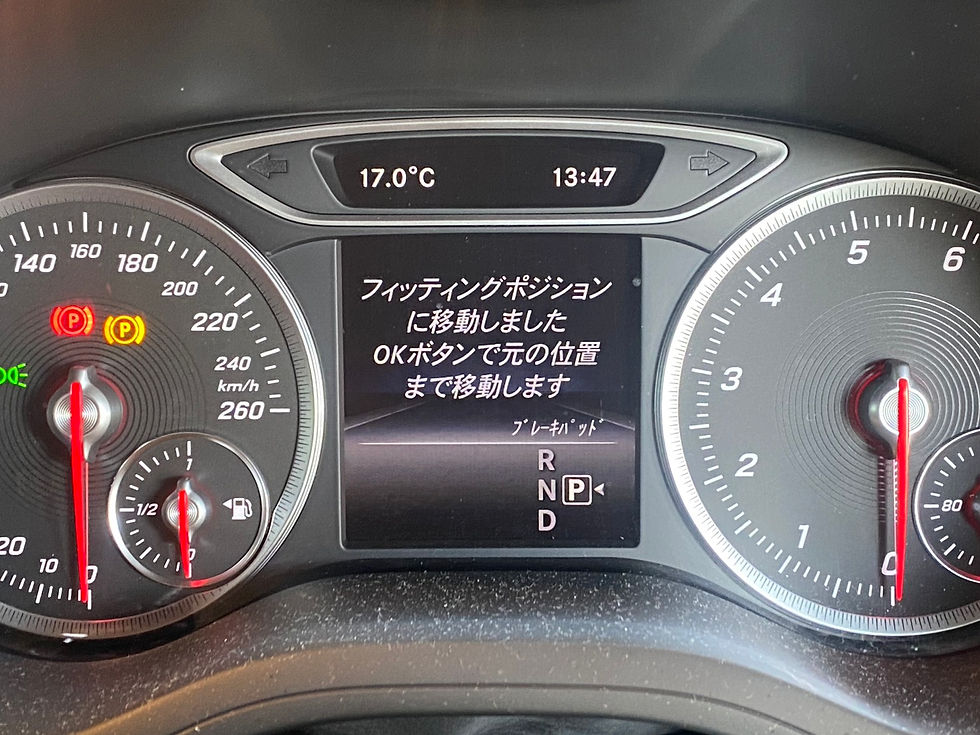 17.0°C 13:47
フィッティングポジション
に移動しました
OKボタンで元の位置
まで移動します
ﾌﾞﾚｰｷﾊﾟｯﾄﾞ
R
N P
D
140 160 180
200
220
240
km/h
260
20
10
0
1
1/2
0
P P
6
5
4
3
2
1
0
80